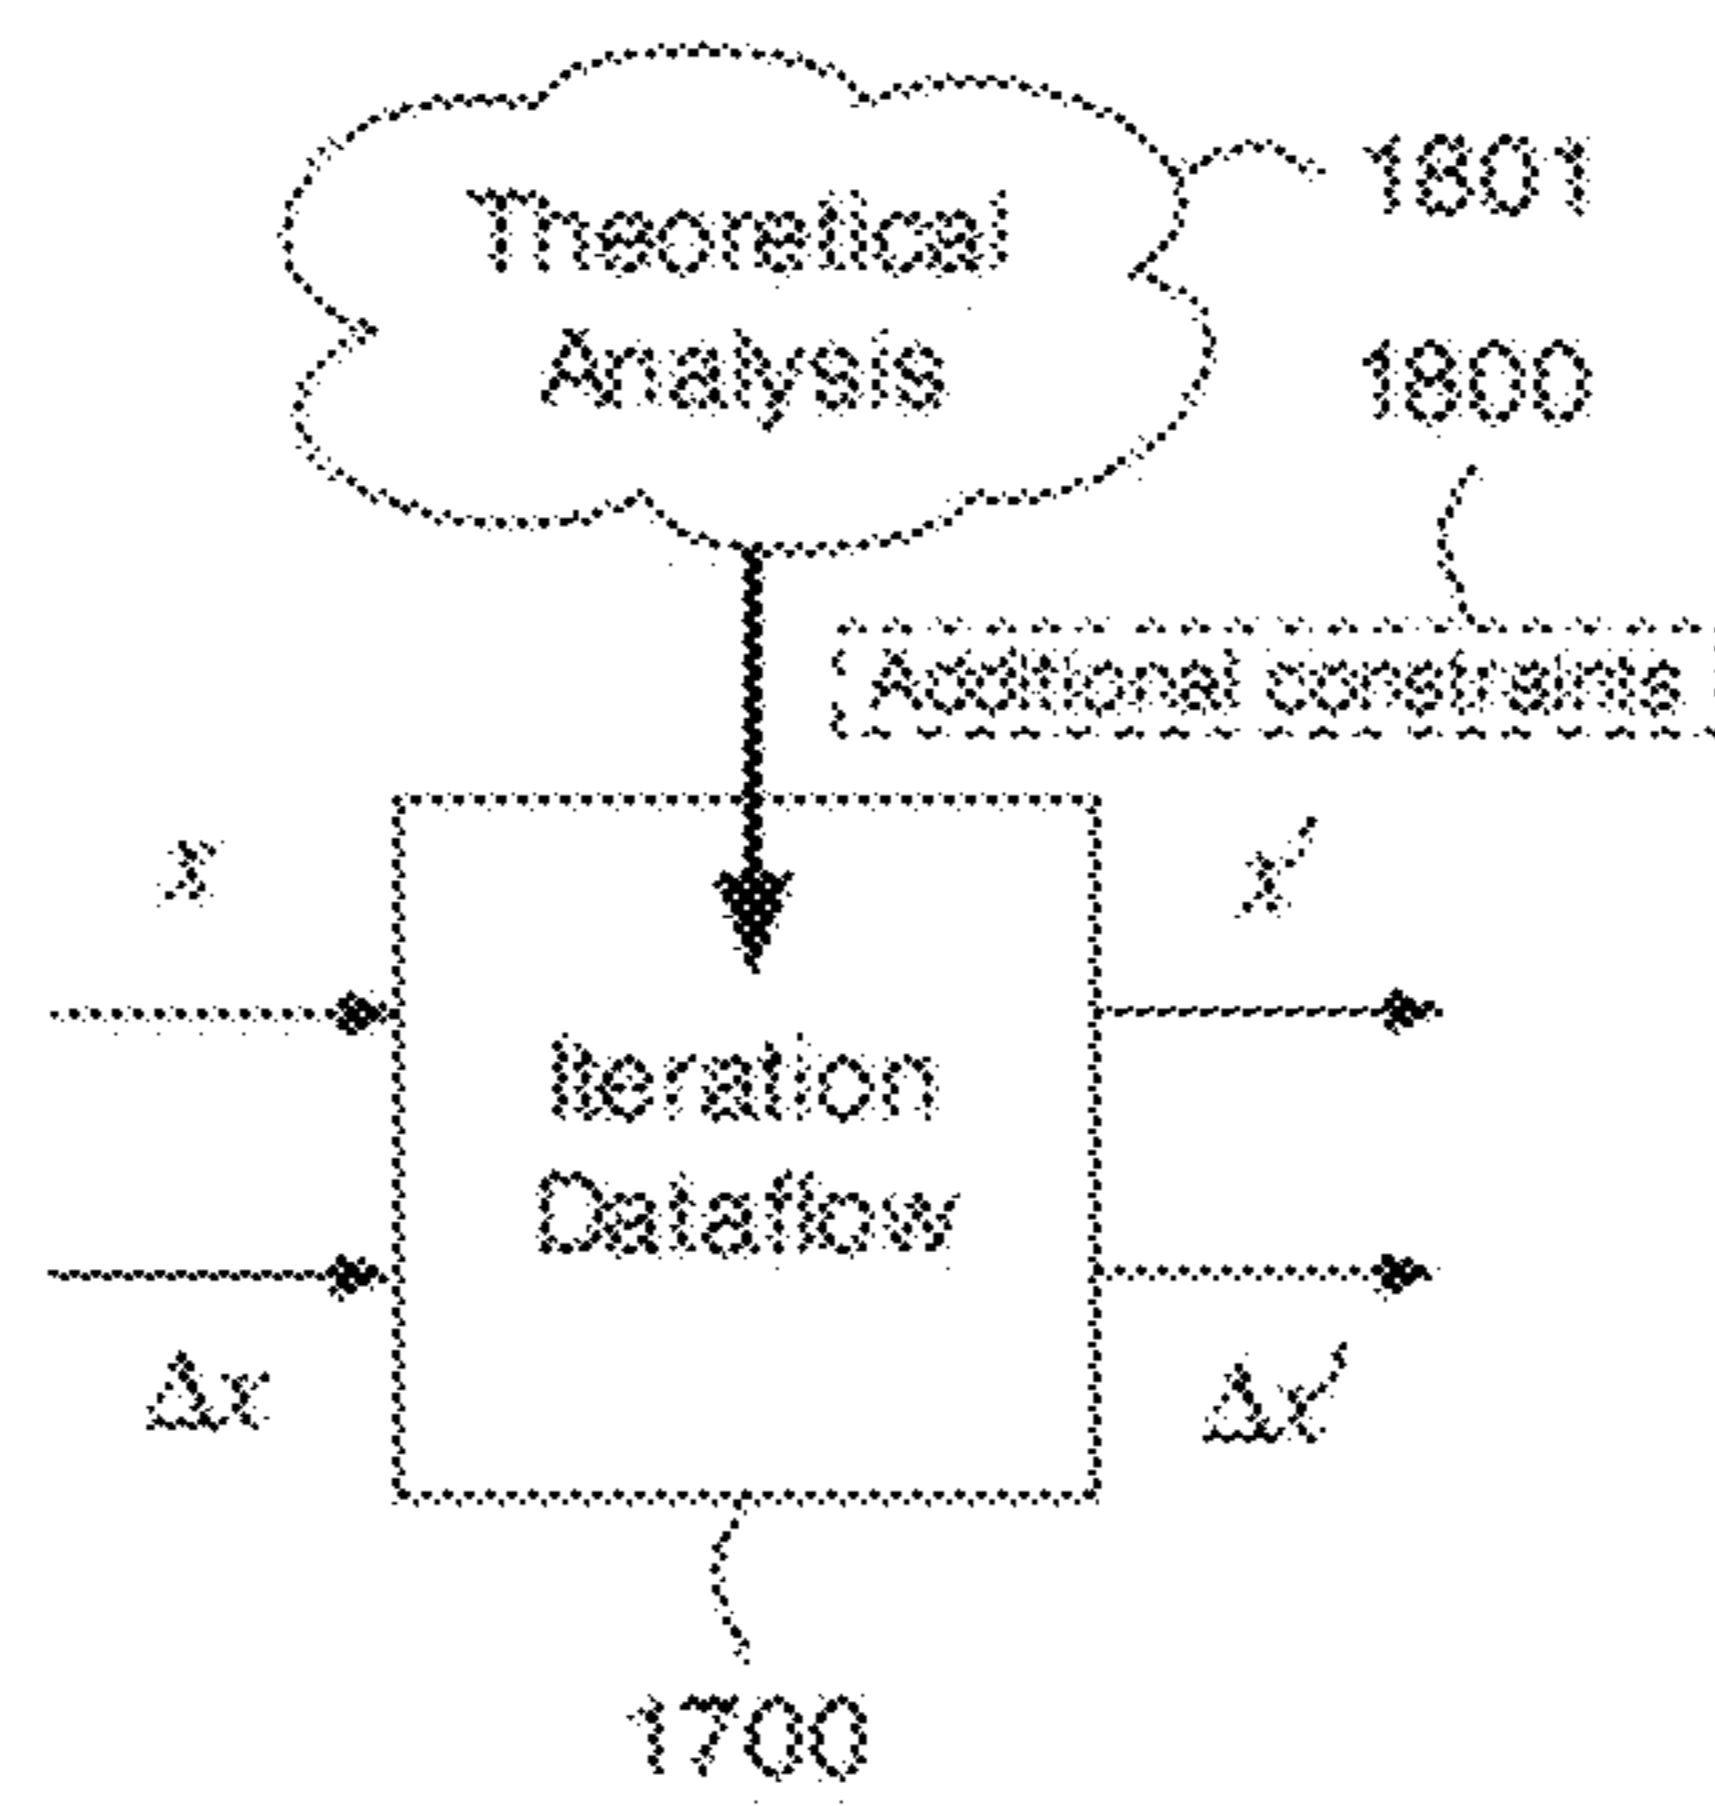 Theoretical
Analysis
1801
1800
Additional constraints
x
x′
Iteration
Dataflow
Δx
Δx′
1700